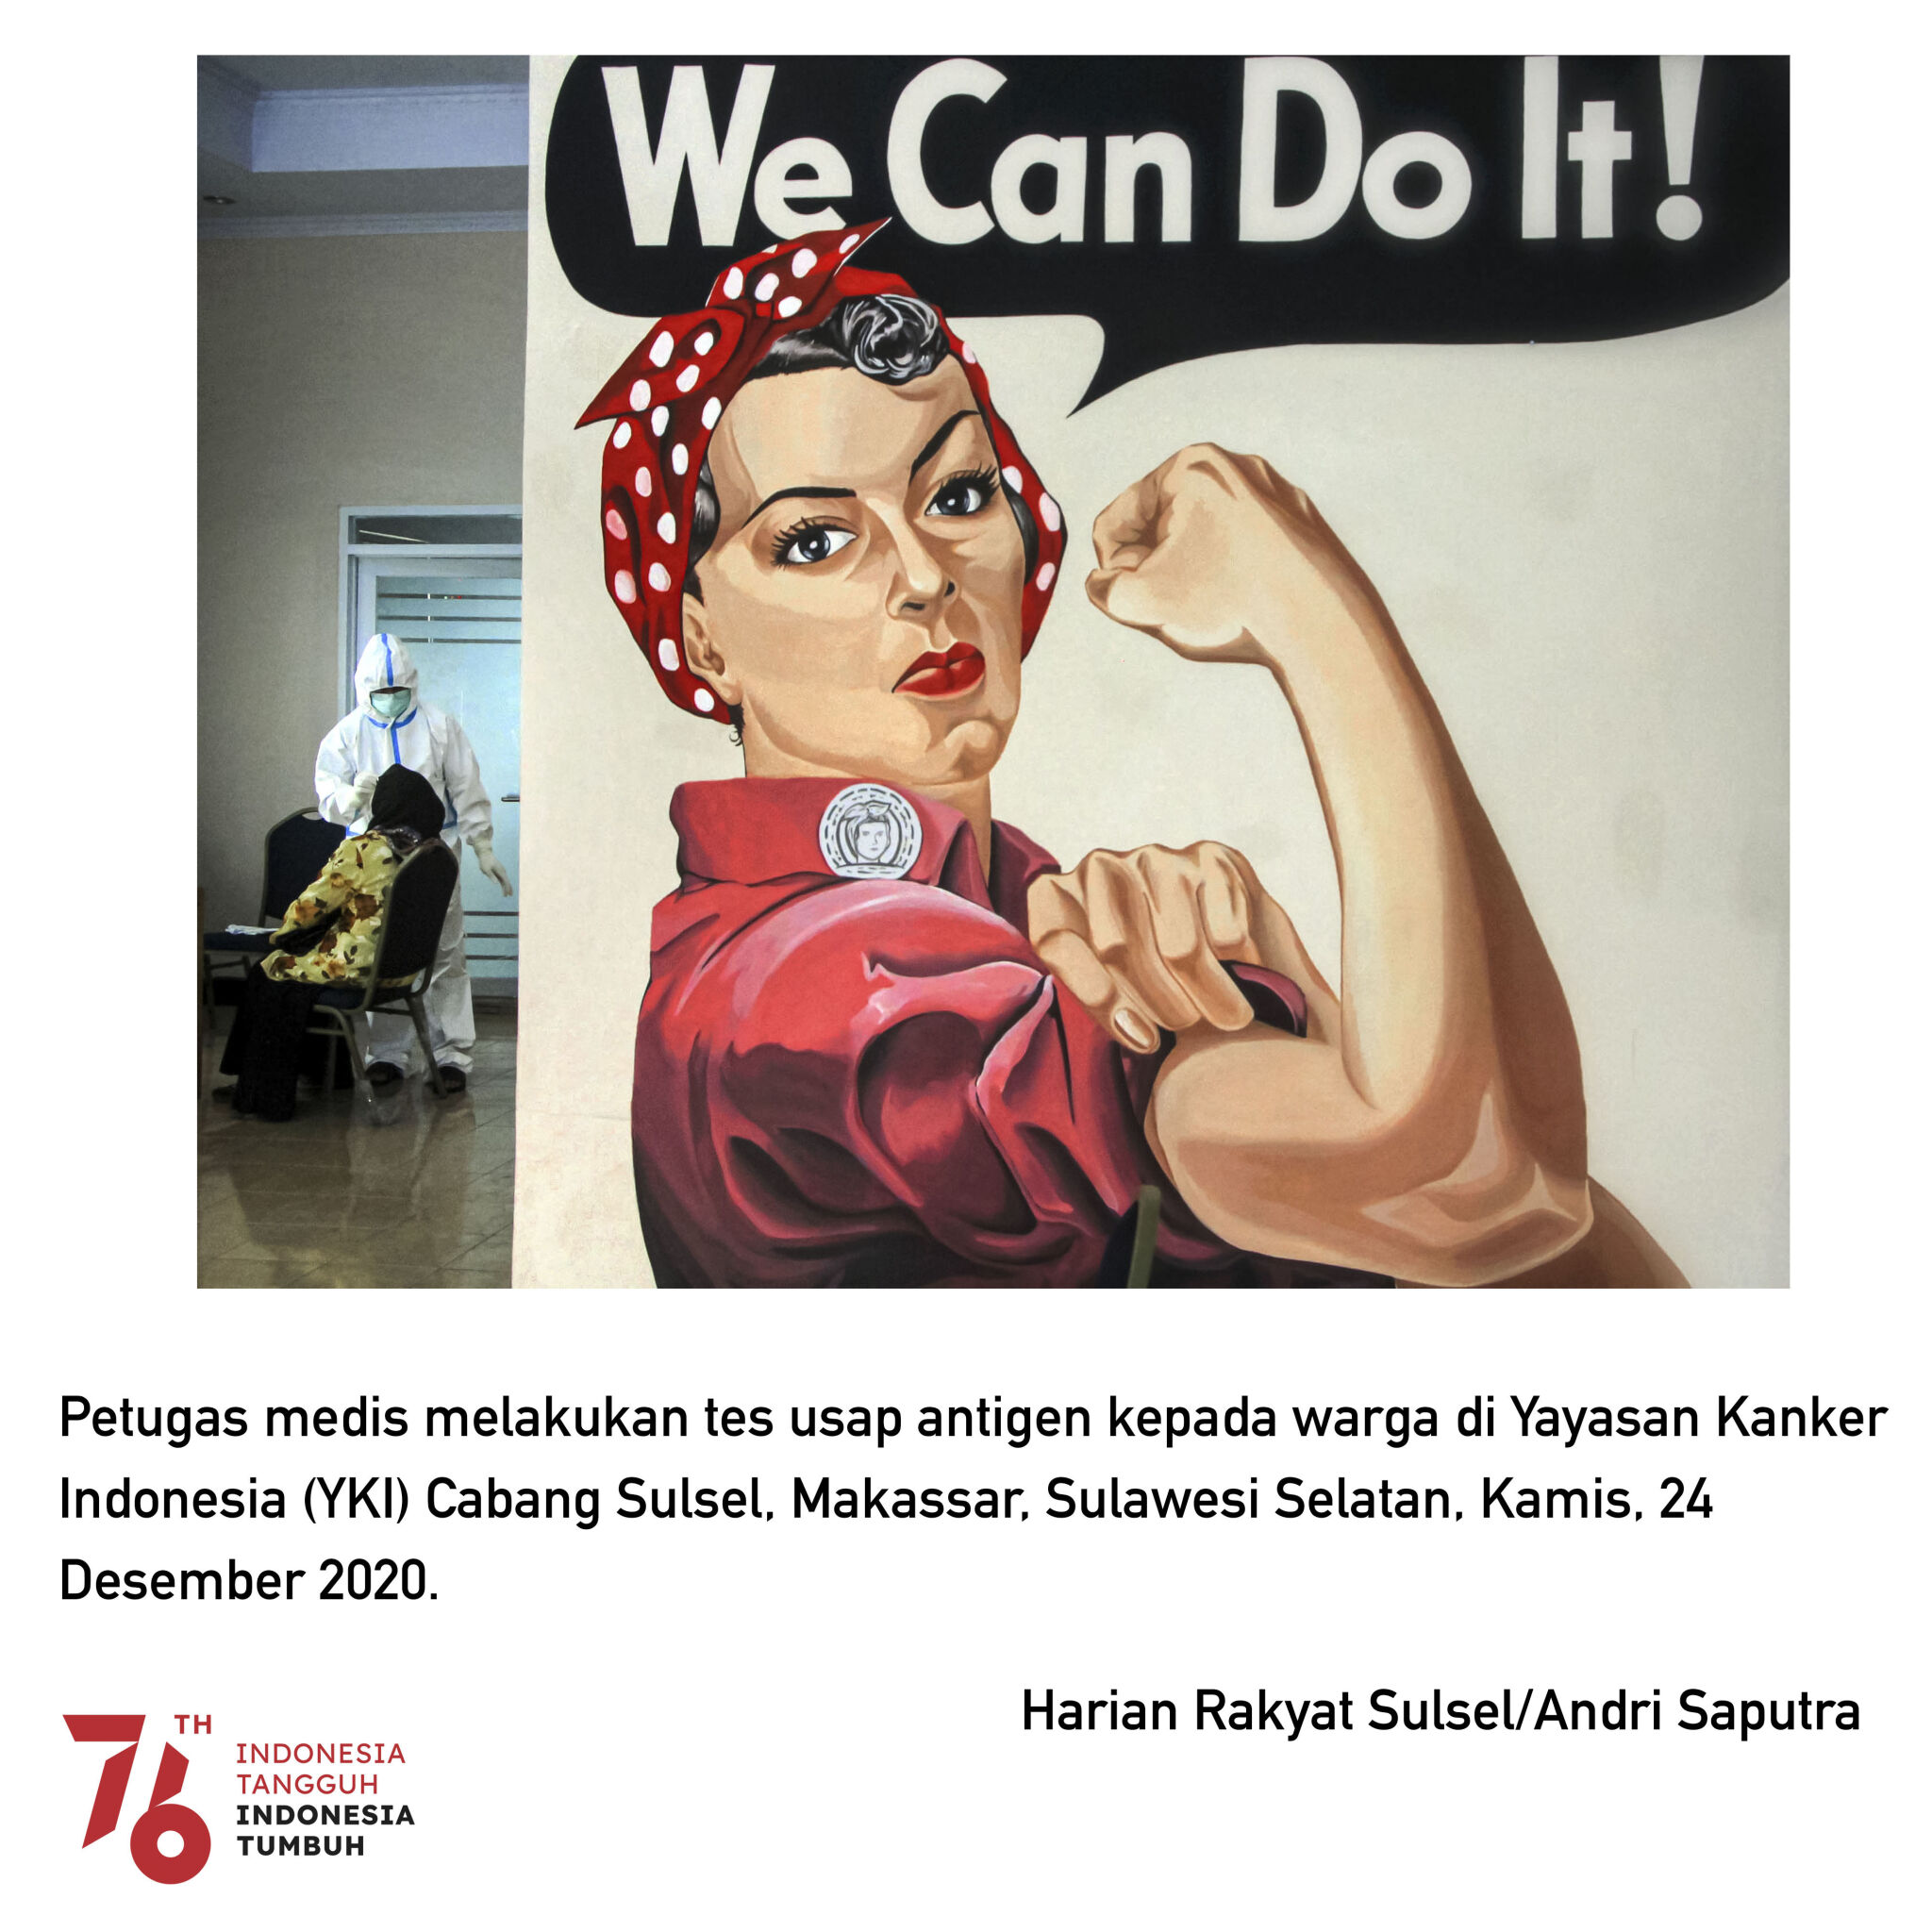 We Can Do It!
Petugas medis melakukan tes usap antigen kepada warga di Yayasan Kanker
Indonesia (YKI) Cabang Sulsel, Makassar, Sulawesi Selatan, Kamis, 24
Desember 2020.
Harian Rakyat Sulsel/Andri Saputra
76 TH
INDONESIA
TANGGUH
INDONESIA
TUMBUH